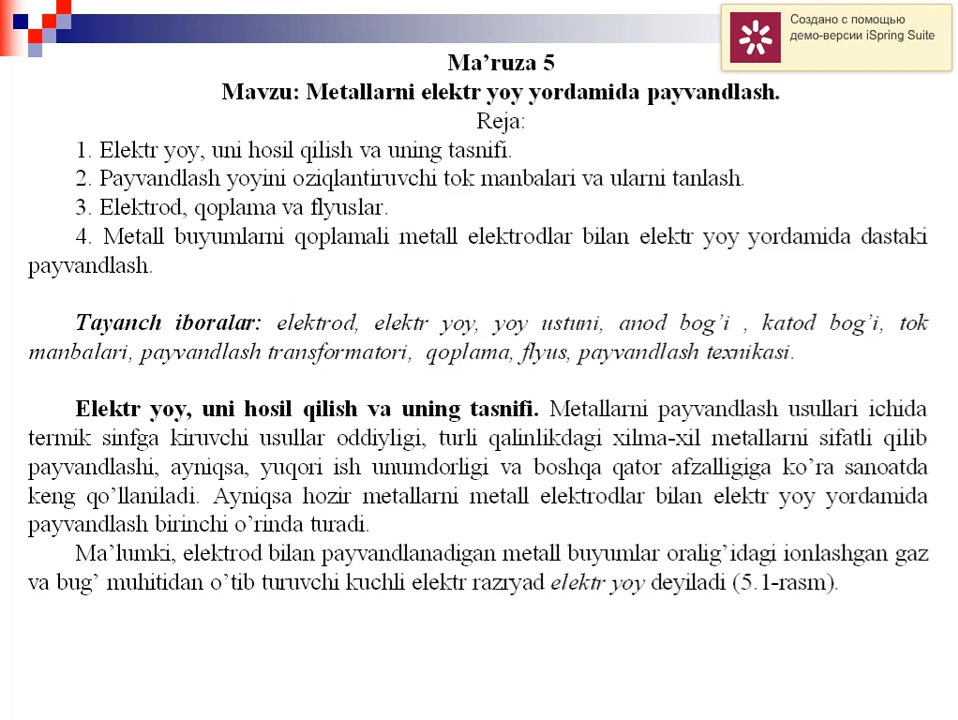 Создано с помощью
демо-версии iSpring Suite
Ma’ruza 5
Mavzu: Metallarni elektr yoy yordamida payvandlash.
Reja:
1. Elektr yoy, uni hosil qilish va uning tasnifi.
2. Payvandlash yoyini oziqlantiruvchi tok manbalari va ularni tanlash.
3. Elektrod, qoplama va flyuslar.
4. Metall buyumlarni qoplamali metall elektrodlar bilan elektr yoy yordamida dastaki
payvandlash.
Tayanch iboralar: elektrod, elektr yoy, yoy ustuni, anod bog’i , katod bog’i, tok
manbalari, payvandlash transformatori, qoplama, flyus, payvandlash texnikasi.
Elektr yoy, uni hosil qilish va uning tasnifi. Metallarni payvandlash usullari ichida
termik sinfga kiruvchi usullar oddiyligi, turli qalinlikdagi xilma-xil metallarni sifatli qilib
payvandlashi, ayniqsa, yuqori ish unumdorligi va boshqa qator afzalligiga ko’ra sanoatda
keng qo’llaniladi. Ayniqsa hozir metallarni metall elektrodlar bilan elektr yoy yordamida
payvandlash birinchi o’rinda turadi.
Ma’lumki, elektrod bilan payvandlanadigan metall buyumlar oralig’idagi ionlashgan gaz
va bug’ muhitidan o’tib turuvchi kuchli elektr razryad elektr yoy deyiladi (5.1-rasm).